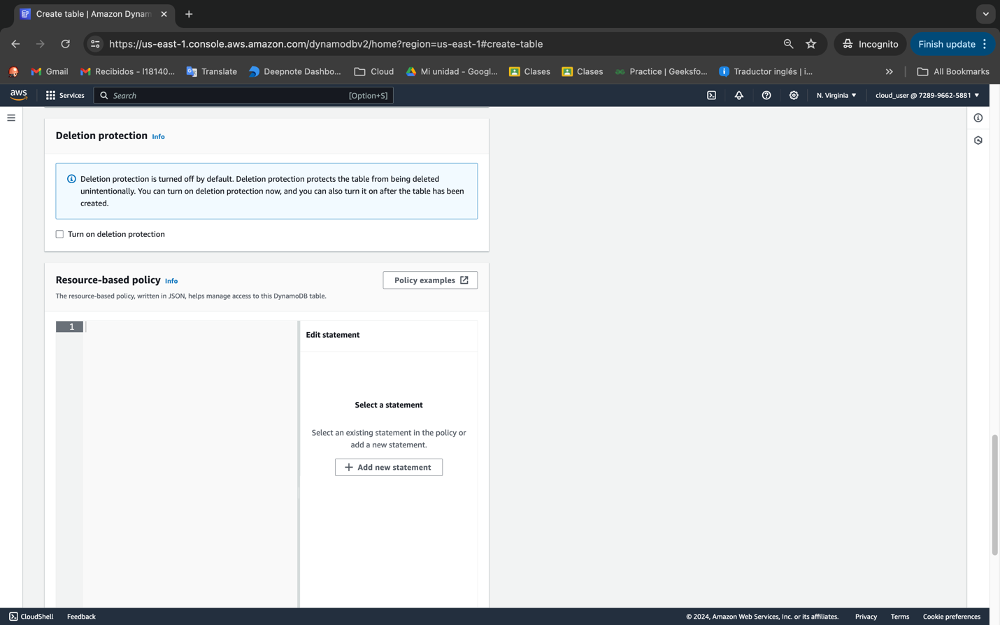 Create table | Amazon Dynam
https://us-east-1.console.aws.amazon.com/dynamodbv2/home?region=us-east-1#create-table
Incognito
Finish update
Gmail
Recibidos - l18140...
Translate
Deepnote Dashbo...
Cloud
Mi unidad - Googl...
Clases
Clases
Practice | Geeksfo...
Traductor inglés | i...
All Bookmarks
aws
Services
Search
[Option+S]
N. Virginia
cloud_user @ 7289-9662-5881
Deletion protection Info
Deletion protection is turned off by default. Deletion protection protects the table from being deleted
unintentionally. You can turn on deletion protection now, and you can also turn it on after the table has been
created.
Turn on deletion protection
Resource-based policy Info
Policy examples
The resource-based policy, written in JSON, helps manage access to this DynamoDB table.
1
Edit statement
Select a statement
Select an existing statement in the policy or
add a new statement.
Add new statement
CloudShell
Feedback
© 2024, Amazon Web Services, Inc. or its affiliates.
Privacy
Terms
Cookie preferences